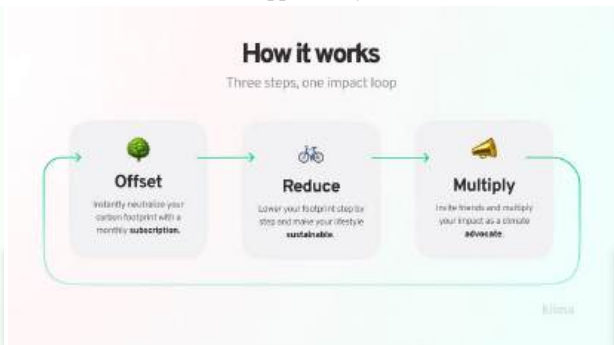 How it works
Three steps, one impact loop
Offset
Instantly neutralize your
carbon footprint with a
monthly subscription.
Reduce
Lower your footprint step by
step and make your lifestyle
sustainable.
Multiply
Invite friends and multiply
your impact as a climate
advocate.
klima